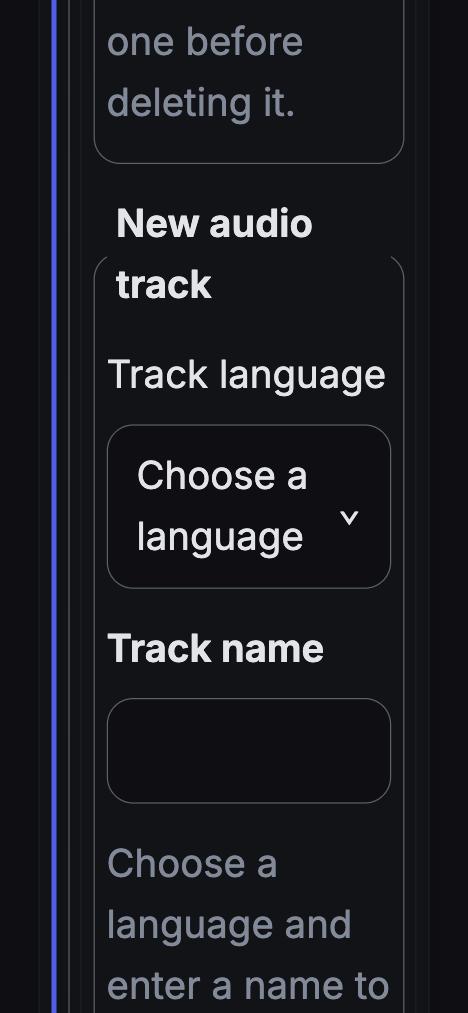 one before
deleting it.
New audio
track
Track language
Choose a
language
Track name
Choose a
language and
enter a name to